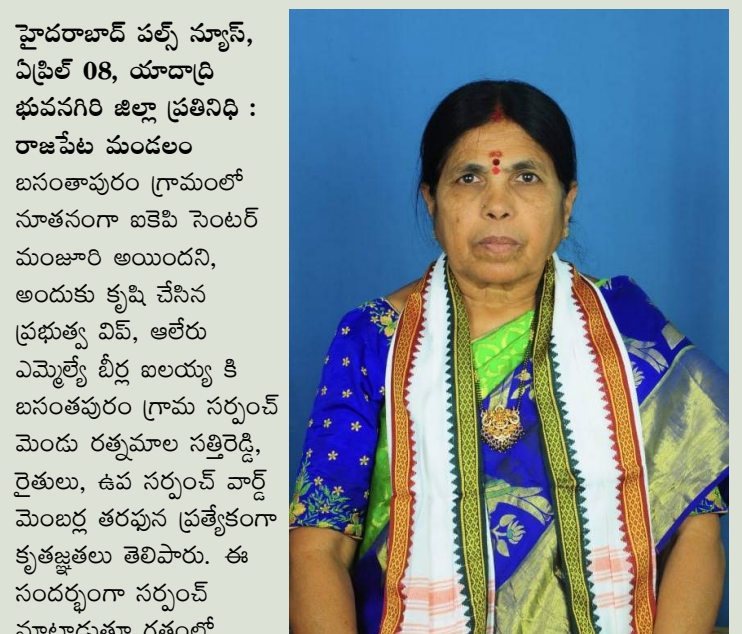 హైదరాబాద్ పల్స్ న్యూస్,
ఏప్రిల్ 08, యాదాద్రి
భువనగిరి జిల్లా ప్రతినిధి :
రాజపేట మండలం
బసంతాపురం గ్రామంలో
నూతనంగా ఐకెపి సెంటర్
మంజూరి అయిందని,
అందుకు కృషి చేసిన
ప్రభుత్వ విప్, ఆలేరు
ఎమ్మెల్యే బీర్ల ఐలయ్య కి
బసంతపురం గ్రామ సర్పంచ్
మెండు రత్నమాల సత్తిరెడ్డి,
రైతులు, ఉప సర్పంచ్ వార్డ్
మెంబర్ల తరఫున ప్రత్యేకంగా
కృతజ్ఞతలు తెలిపారు. ఈ
సందర్భంగా సర్పంచ్
మాట్లాడుతూ గతంలో